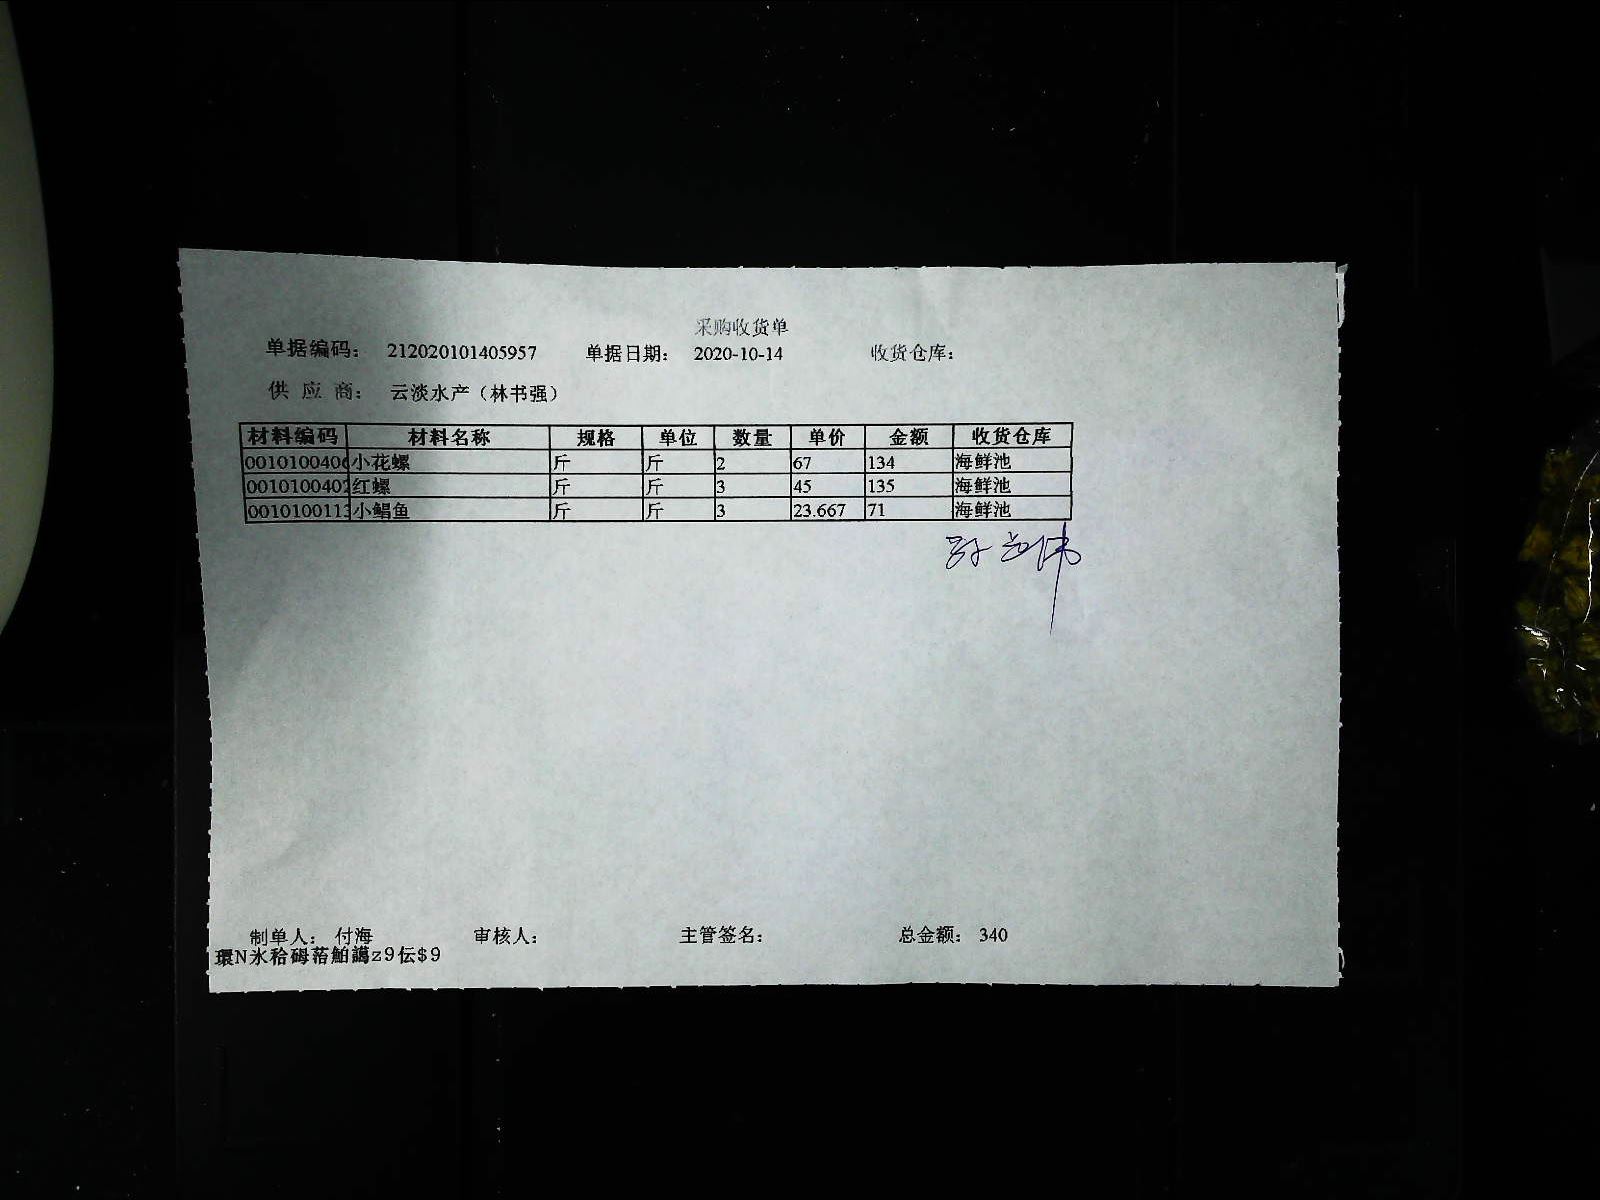 采购收货单
单据编码： 212020101405957 单据日期： 2020-10-14 收货仓库：
供 应 商： 云淡水产（林书强）
材料编码 材料名称 规格 单位 数量 单价 金额 收货仓库
001010040 小花螺 斤 斤 2 67 134 海鲜池
001010040 红螺 斤 斤 3 45 135 海鲜池
001010011 小鲳鱼 斤 斤 3 23.667 71 海鲜池
制单人： 付海 审核人： 主管签名： 总金额： 340